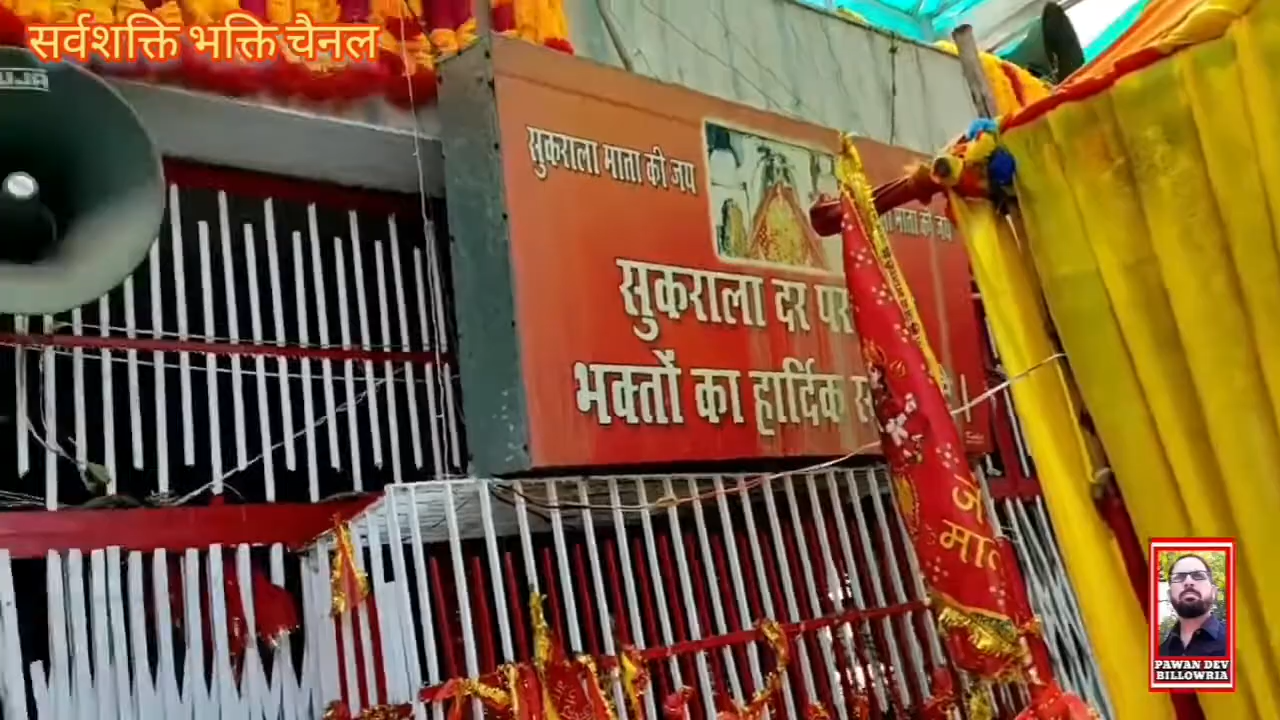 सर्वशक्ति भक्ति चैनल
सुकराला माता की जय
माता की जय
सुकराला दर पर
भक्तों का हार्दिक
PAWAN DEV
BILLOWRIA